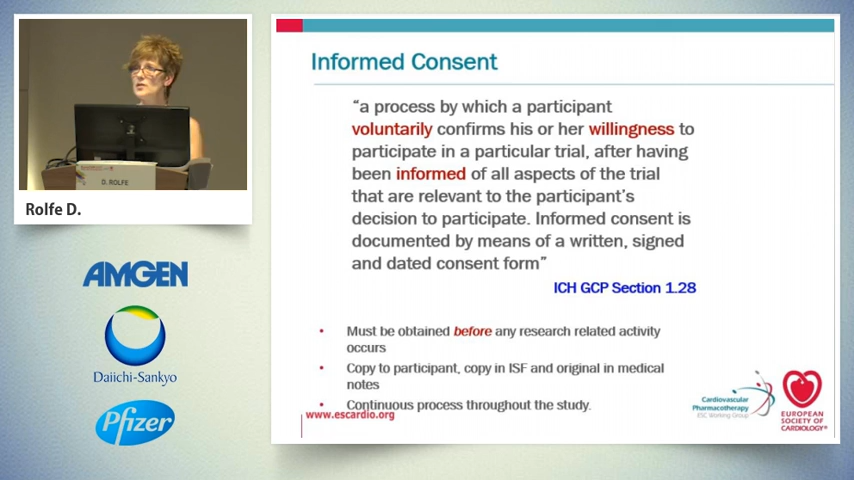 D. ROLFE
Rolfe D.
AMGEN
Daiichi-Sankyo
Pfizer
Informed Consent
“a process by which a participant
voluntarily confirms his or her willingness to
participate in a particular trial, after having
been informed of all aspects of the trial
that are relevant to the participant's
decision to participate. Informed consent is
documented by means of a written, signed
and dated consent form”
ICH GCP Section 1.28
• Must be obtained before any research related activity
occurs
• Copy to participant, copy in ISF and original in medical
notes
• Continuous process throughout the study.
www.escardio.org
Cardiovascular
Pharmacotherapy
ESC Working Group
EUROPEAN
SOCIETY OF
CARDIOLOGY®